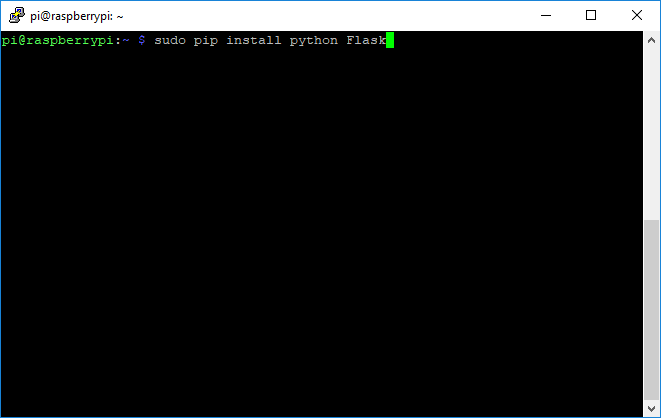 pi@raspberrypi: ~
pi@raspberrypi:~ $ sudo pip install python Flask